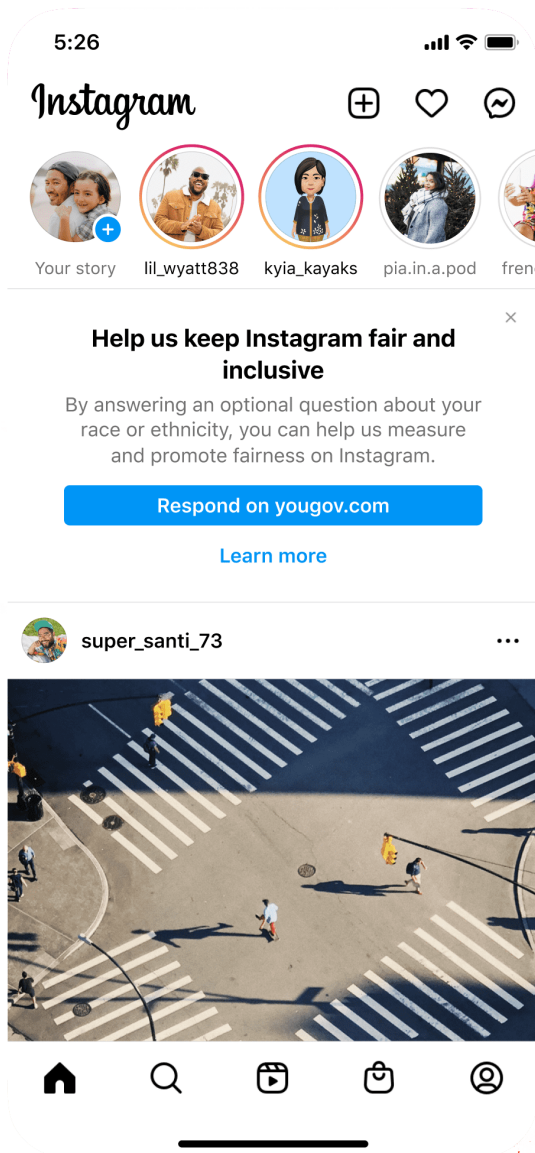 5:26
Instagram
Your story
lil_wyatt838
kyia_kayaks
pia.in.a.pod
fren
Help us keep Instagram fair and
inclusive
By answering an optional question about your
race or ethnicity, you can help us measure
and promote fairness on Instagram.
Respond on yougov.com
Learn more
super_santi_73